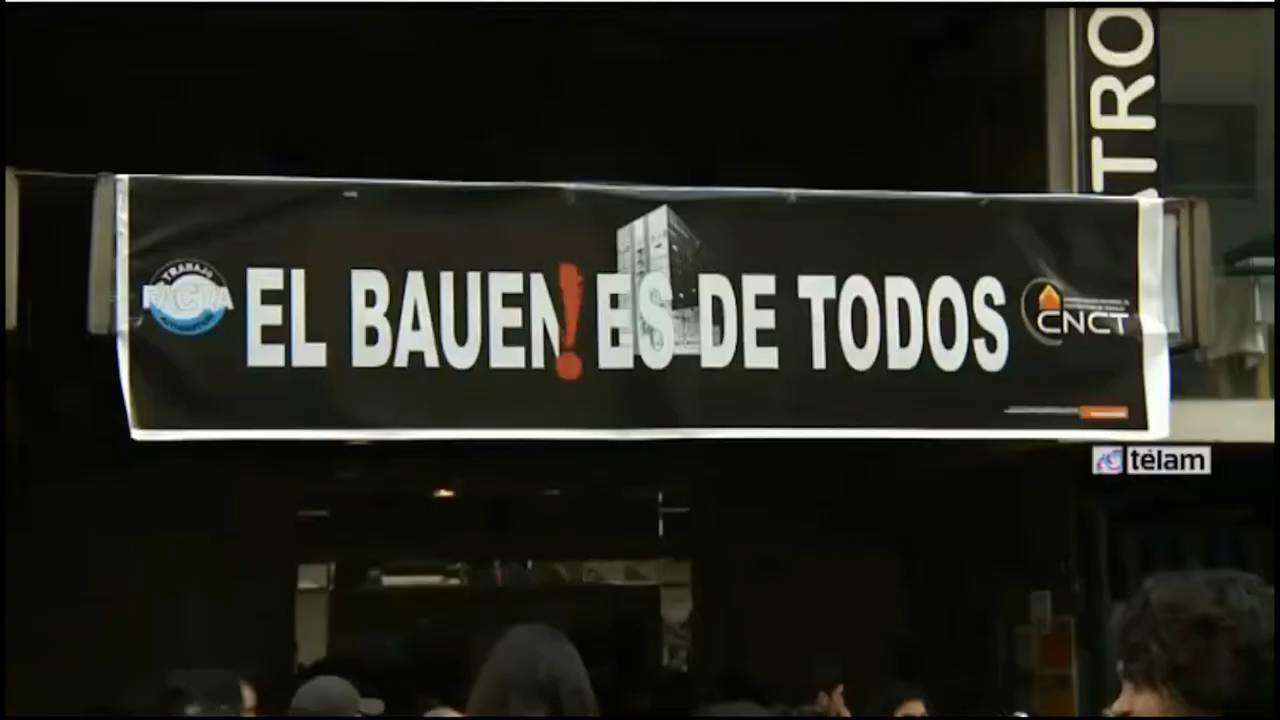 TRO
TRABAJO
FACTA
EL BAUEN! ES DE TODOS
CNCT
télam